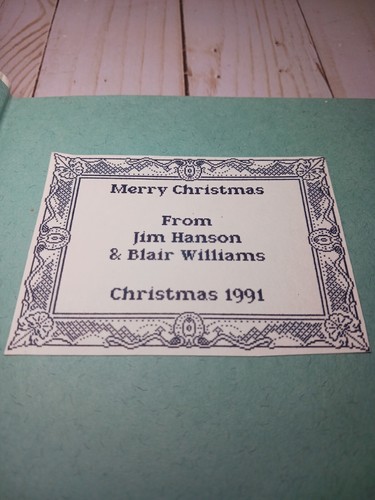 Merry Christmas
From
Jim Hanson
& Blair Williams
Christmas 1991